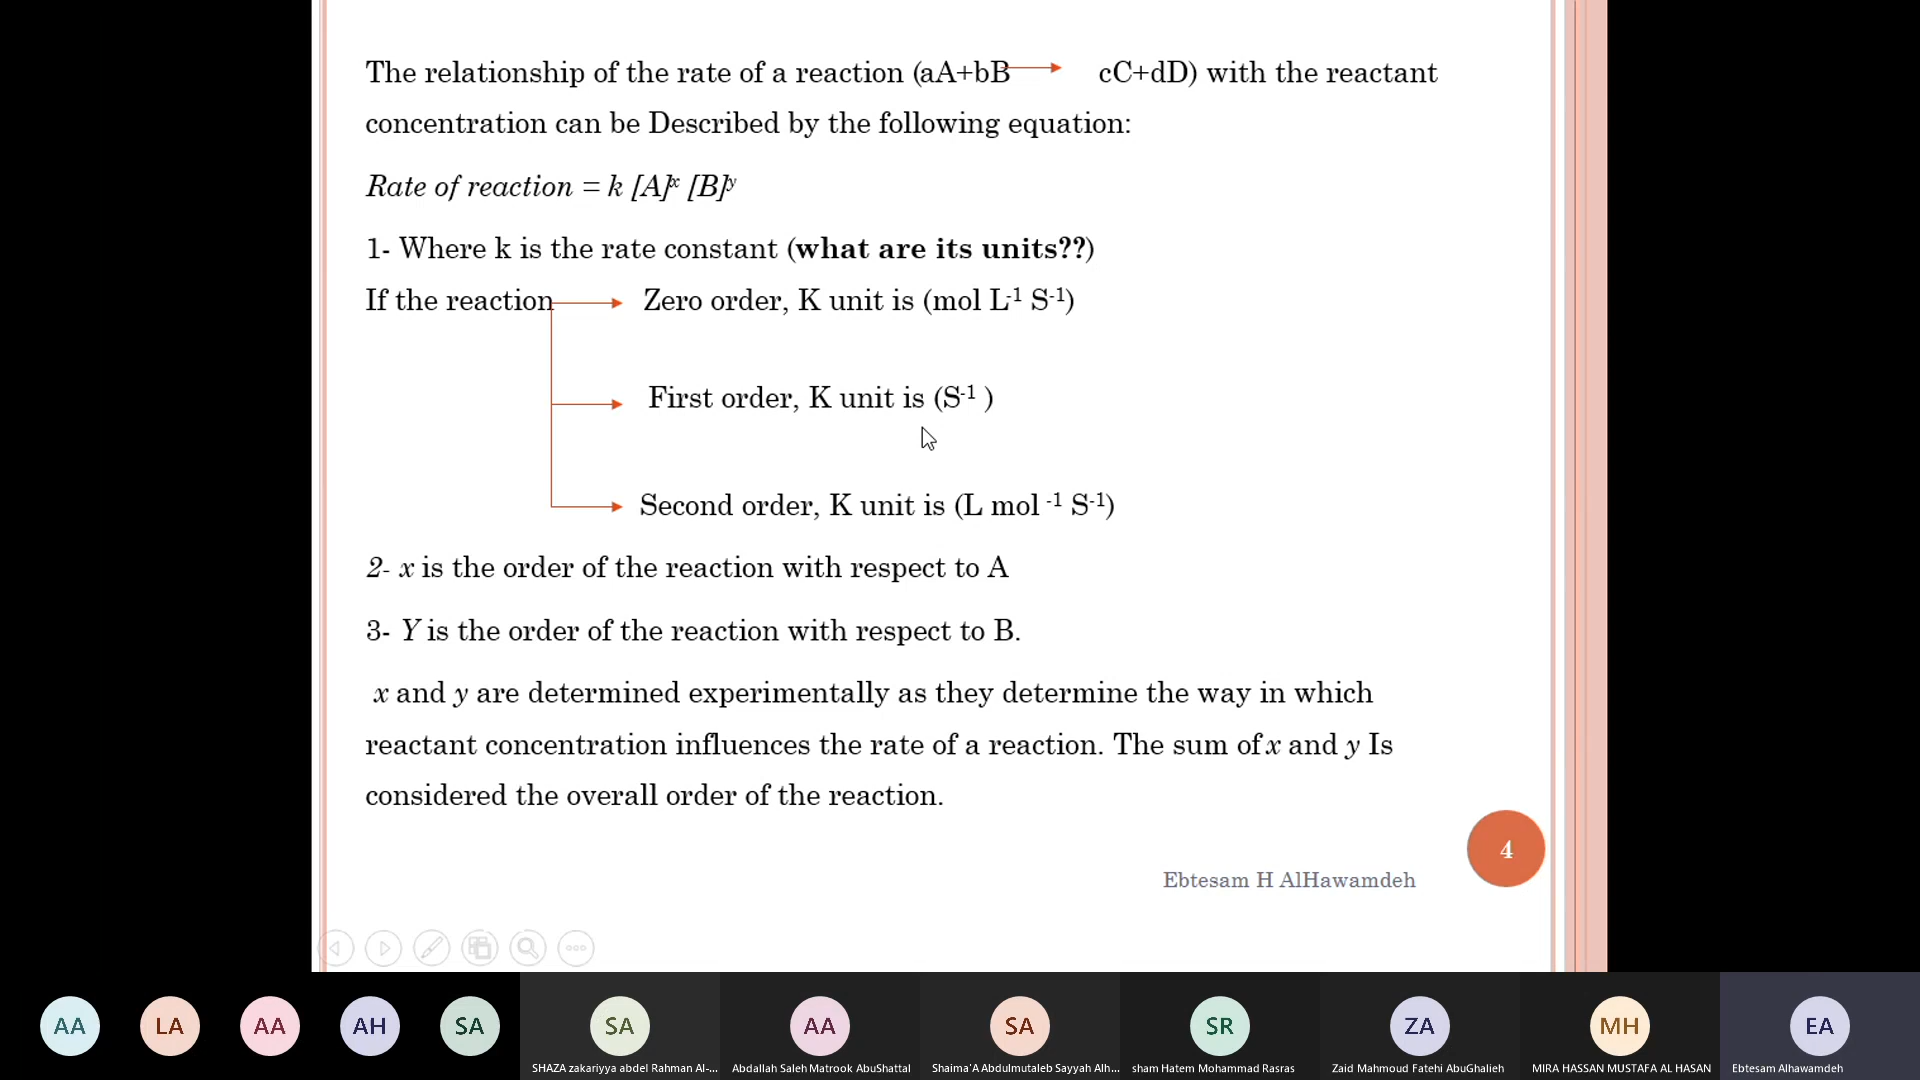 The relationship of the rate of a reaction (aA+bB → cC+dD) with the reactant
concentration can be Described by the following equation:
Rate of reaction = k [A]ˣ [B]ʸ
1- Where k is the rate constant (what are its units??)
If the reaction → Zero order, K unit is (mol L⁻¹ S⁻¹)
First order, K unit is (S⁻¹ )
Second order, K unit is (L mol ⁻¹ S⁻¹)
2- x is the order of the reaction with respect to A
3- Y is the order of the reaction with respect to B.
x and y are determined experimentally as they determine the way in which
reactant concentration influences the rate of a reaction. The sum of x and y Is
considered the overall order of the reaction.
4
Ebtesam H AlHawamdeh
AA LA AA AH SA SA AA SA SR ZA MH EA
SHAZA zakariyya abdel Rahman Al-... Abdallah Saleh Matrook AbuShattal Shaima'A Abdulmutaleb Sayyah Alh... sham Hatem Mohammad Rasras Zaid Mahmoud Fatehi AbuGhalieh MIRA HASSAN MUSTAFA AL HASAN Ebtesam Alhawamdeh